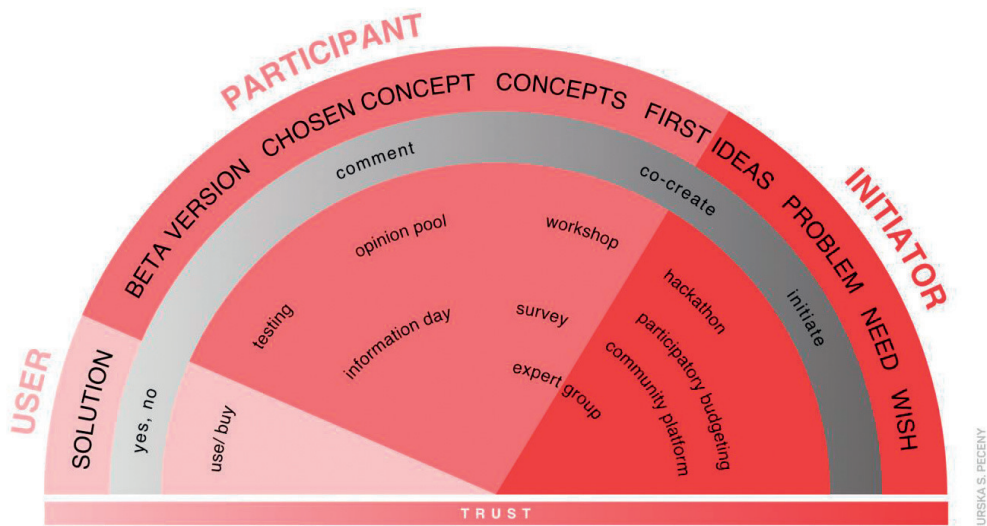 PARTICIPANT
INITIATOR
USER
SOLUTION
BETA VERSION
CHOSEN CONCEPT
CONCEPTS
FIRST IDEAS
PROBLEM
NEED
WISH
yes, no
comment
co-create
initiate
use/ buy
testing
opinion pool
information day
workshop
survey
expert group
hackathon
participatory budgeting
community platform
TRUST
URSKA S. PECENY